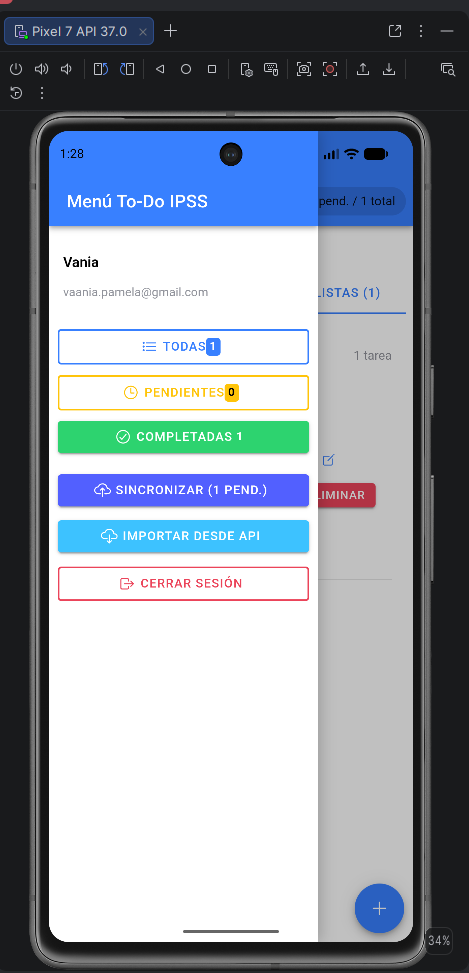 Pixel 7 API 37.0
1:28
Menú To-Do IPSS
pend. / 1 total
Vania
vaania.pamela@gmail.com
LISTAS (1)
TODAS 1
1 tarea
PENDIENTES 0
COMPLETADAS 1
SINCRONIZAR (1 PEND.)
LIMINAR
IMPORTAR DESDE API
CERRAR SESIÓN
34%